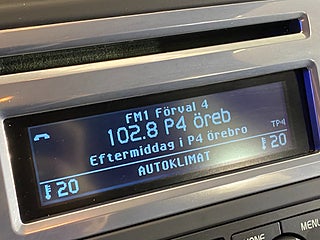 FM1 Förval 4
102.8 P4 öreb
TP4
Eftermiddag i P4 Örebro
20
AUTOKLIMAT
20
MENU